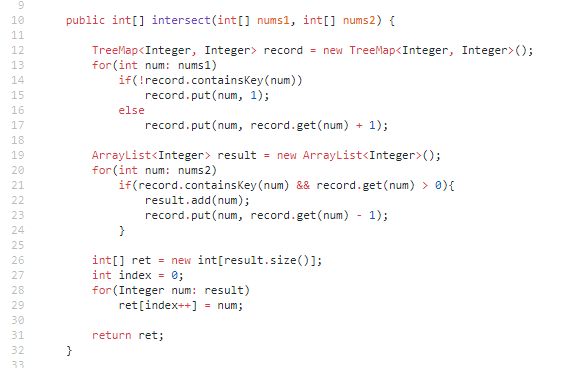 9
10 public int[] intersect(int[] nums1, int[] nums2) {
11
12 TreeMap<Integer, Integer> record = new TreeMap<Integer, Integer>();
13 for(int num: nums1)
14 if(!record.containsKey(num))
15 record.put(num, 1);
16 else
17 record.put(num, record.get(num) + 1);
18
19 ArrayList<Integer> result = new ArrayList<Integer>();
20 for(int num: nums2)
21 if(record.containsKey(num) && record.get(num) > 0){
22 result.add(num);
23 record.put(num, record.get(num) - 1);
24 }
25
26 int[] ret = new int[result.size()];
27 int index = 0;
28 for(Integer num: result)
29 ret[index++] = num;
30
31 return ret;
32 }
33